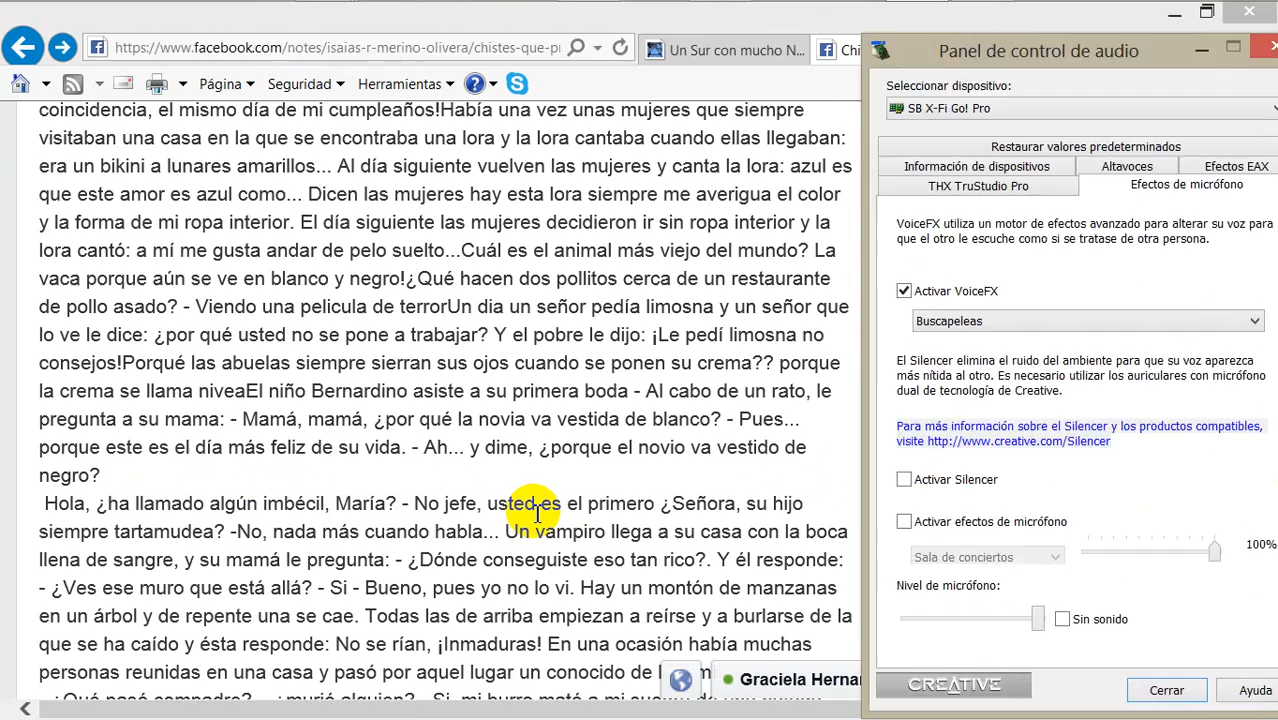 https://www.facebook.com/notes/isaias-r-merino-olivera/chistes-que-p
Un Sur con mucho N...
Chi
Página
Seguridad
Herramientas
coincidencia, el mismo día de mi cumpleaños!Había una vez unas mujeres que siempre
visitaban una casa en la que se encontraba una lora y la lora cantaba cuando ellas llegaban:
era un bikini a lunares amarillos... Al día siguiente vuelven las mujeres y canta la lora: azul es
que este amor es azul como... Dicen las mujeres hay esta lora siempre me averigua el color
y la forma de mi ropa interior. El día siguiente las mujeres decidieron ir sin ropa interior y la
lora cantó: a mí me gusta andar de pelo suelto...Cuál es el animal más viejo del mundo? La
vaca porque aún se ve en blanco y negro!¿Qué hacen dos pollitos cerca de un restaurante
de pollo asado? - Viendo una pelicula de terrorUn dia un señor pedía limosna y un señor que
lo ve le dice: ¿por qué usted no se pone a trabajar? Y el pobre le dijo: ¡Le pedí limosna no
consejos!Porqué las abuelas siempre sierran sus ojos cuando se ponen su crema?? porque
la crema se llama niveaEl niño Bernardino asiste a su primera boda - Al cabo de un rato, le
pregunta a su mama: - Mamá, mamá, ¿por qué la novia va vestida de blanco? - Pues...
porque este es el día más feliz de su vida. - Ah... y dime, ¿porque el novio va vestido de
negro?
Hola, ¿ha llamado algún imbécil, María? - No jefe, usted es el primero ¿Señora, su hijo
siempre tartamudea? -No, nada más cuando habla... Un vampiro llega a su casa con la boca
llena de sangre, y su mamá le pregunta: - ¿Dónde conseguiste eso tan rico?. Y él responde:
- ¿Ves ese muro que está allá? - Si - Bueno, pues yo no lo vi. Hay un montón de manzanas
en un árbol y de repente una se cae. Todas las de arriba empiezan a reírse y a burlarse de la
que se ha caído y ésta responde: No se rían, ¡Inmaduras! En una ocasión había muchas
personas reunidas en una casa y pasó por aquel lugar un conocido de
Graciela Herna
Panel de control de audio
Seleccionar dispositivo:
SB X-Fi Go! Pro
Restaurar valores predeterminados
Información de dispositivos
Altavoces
Efectos EAX
THX TruStudio Pro
Efectos de micrófono
VoiceFX utiliza un motor de efectos avanzado para alterar su voz para
que el otro le escuche como si se tratase de otra persona.
Activar VoiceFX
Buscapeleas
El Silencer elimina el ruido del ambiente para que su voz aparezca
más nítida al otro. Es necesario utilizar los auriculares con micrófono
dual de tecnología de Creative.
Para más información sobre el Silencer y los productos compatibles,
visite http://www.creative.com/Silencer
Activar Silencer
Activar efectos de micrófono
Sala de conciertos
100%
Nivel de micrófono:
Sin sonido
CREATIVE
Cerrar
Ayuda